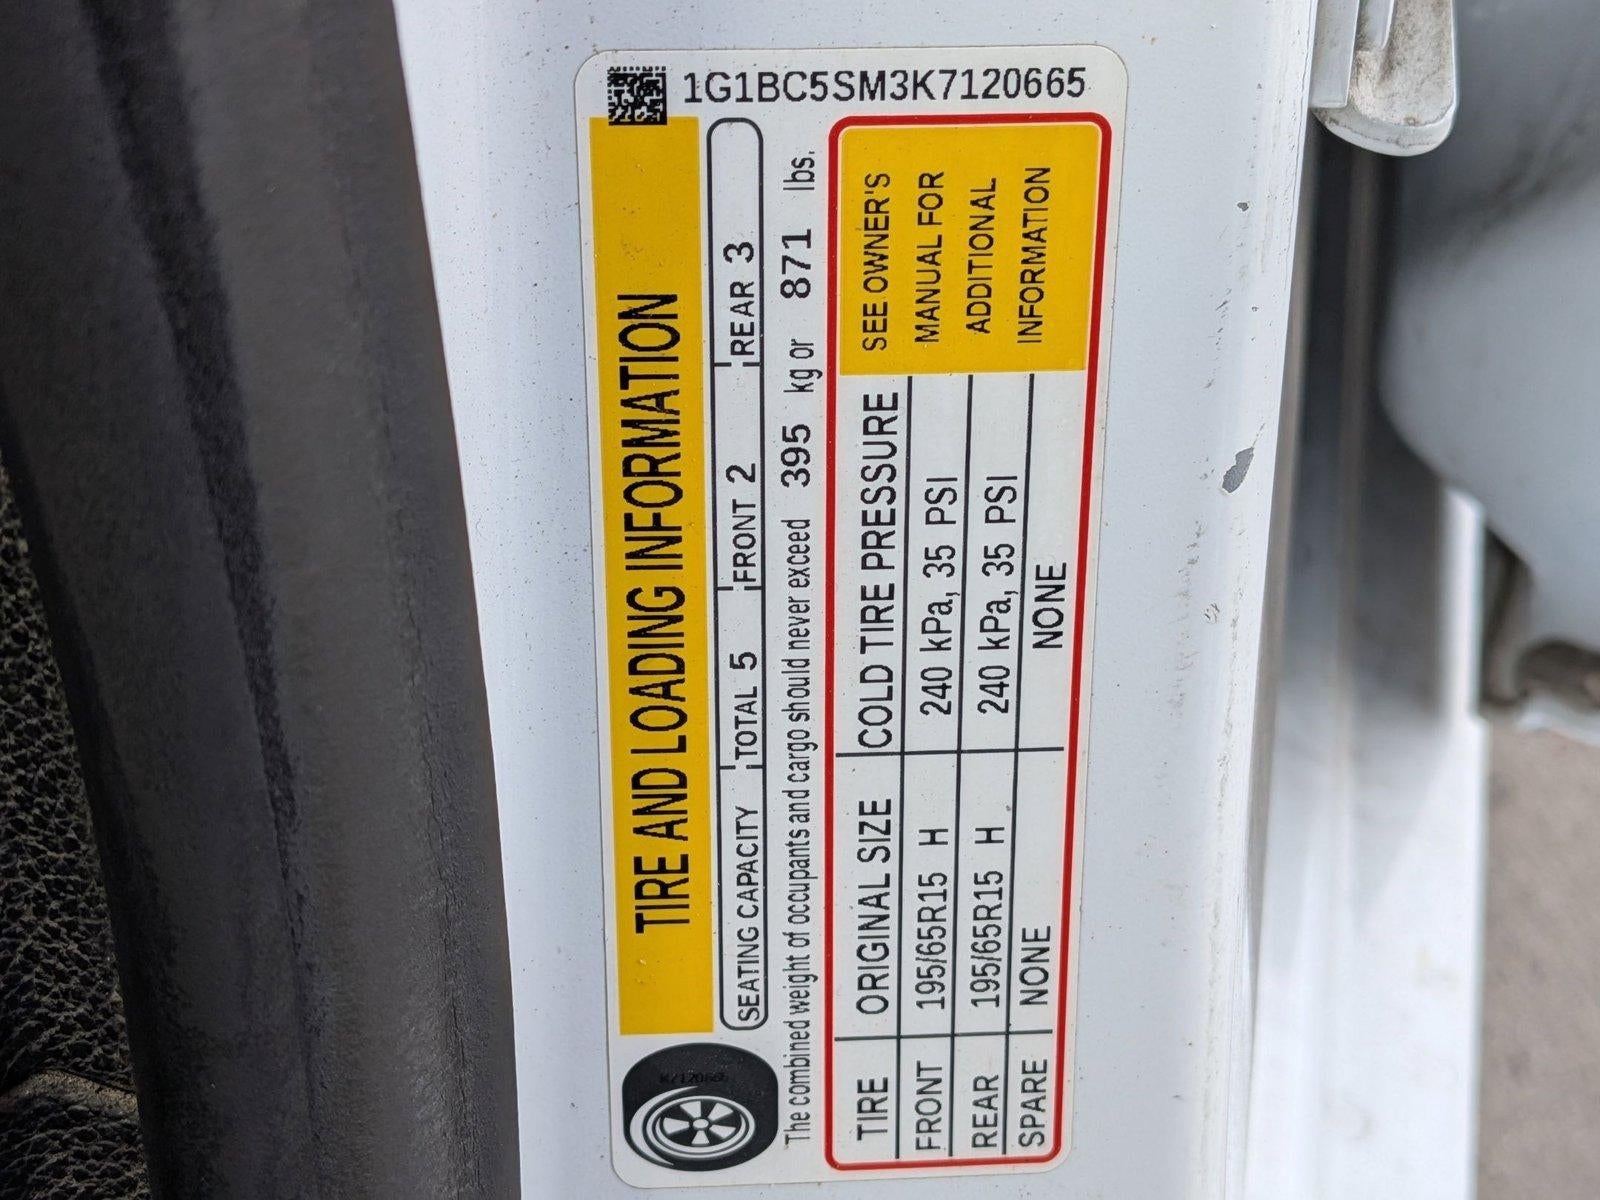 1G1BC5SM3K7120665
TIRE AND LOADING INFORMATION
SEATING CAPACITY TOTAL 5 FRONT 2 REAR 3
The combined weight of occupants and cargo should never exceed 395 kg or 871 lbs.
TIRE ORIGINAL SIZE COLD TIRE PRESSURE
FRONT 195/65R15 H 240 kPa, 35 PSI
REAR 195/65R15 H 240 kPa, 35 PSI
SPARE NONE NONE
SEE OWNER'S
MANUAL FOR
ADDITIONAL
INFORMATION